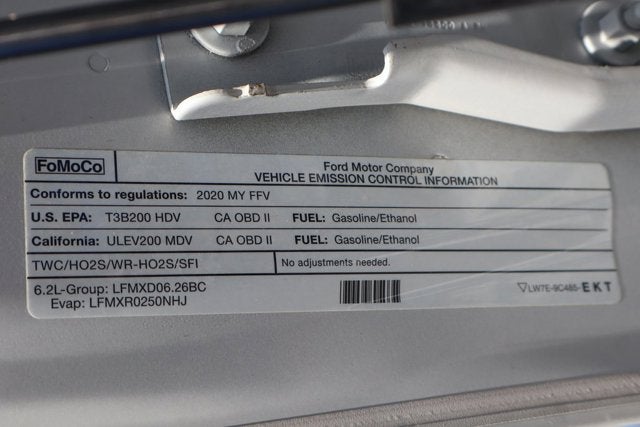 FoMoCo
Ford Motor Company
VEHICLE EMISSION CONTROL INFORMATION
Conforms to regulations: 2020 MY FFV
U.S. EPA: T3B200 HDV CA OBD II FUEL: Gasoline/Ethanol
California: ULEV200 MDV CA OBD II FUEL: Gasoline/Ethanol
TWC/HO2S/WR-HO2S/SFI No adjustments needed.
6.2L-Group: LFMXD06.26BC
Evap: LFMXR0250NHJ
LW7E-9C485-EKT